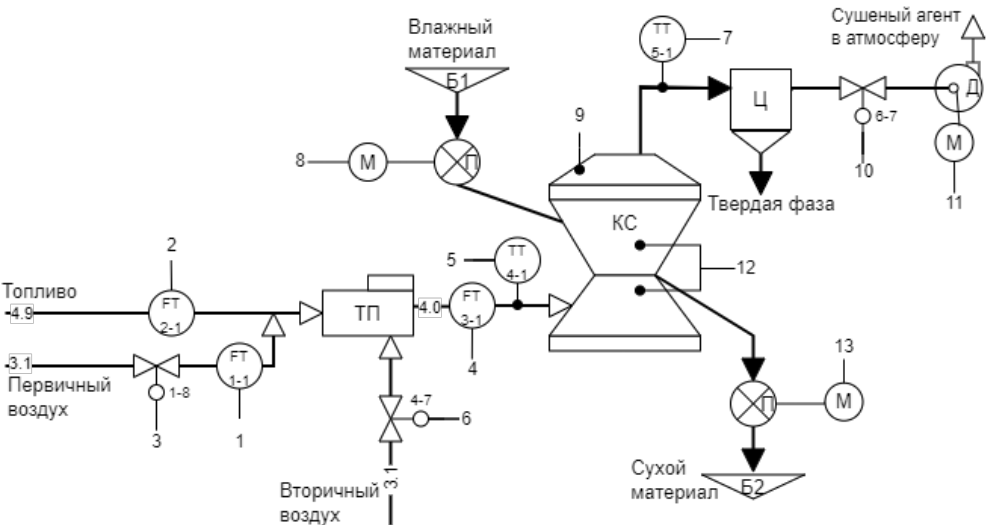 Влажный
материал
Б1
TT
5-1
7
Сушеный агент
в атмосферу
Ц
Д
6-7
М
10
11
Твердая фаза
8
М
П
9
КС
12
2
5
TT
4-1
Топливо
4.9
FT
2-1
ТП
4.0
FT
3-1
4
3.1
Первичный
воздух
1-8
FT
1-1
3
1
4-7
6
3.1
Вторичный
воздух
13
П
М
Сухой
материал
Б2